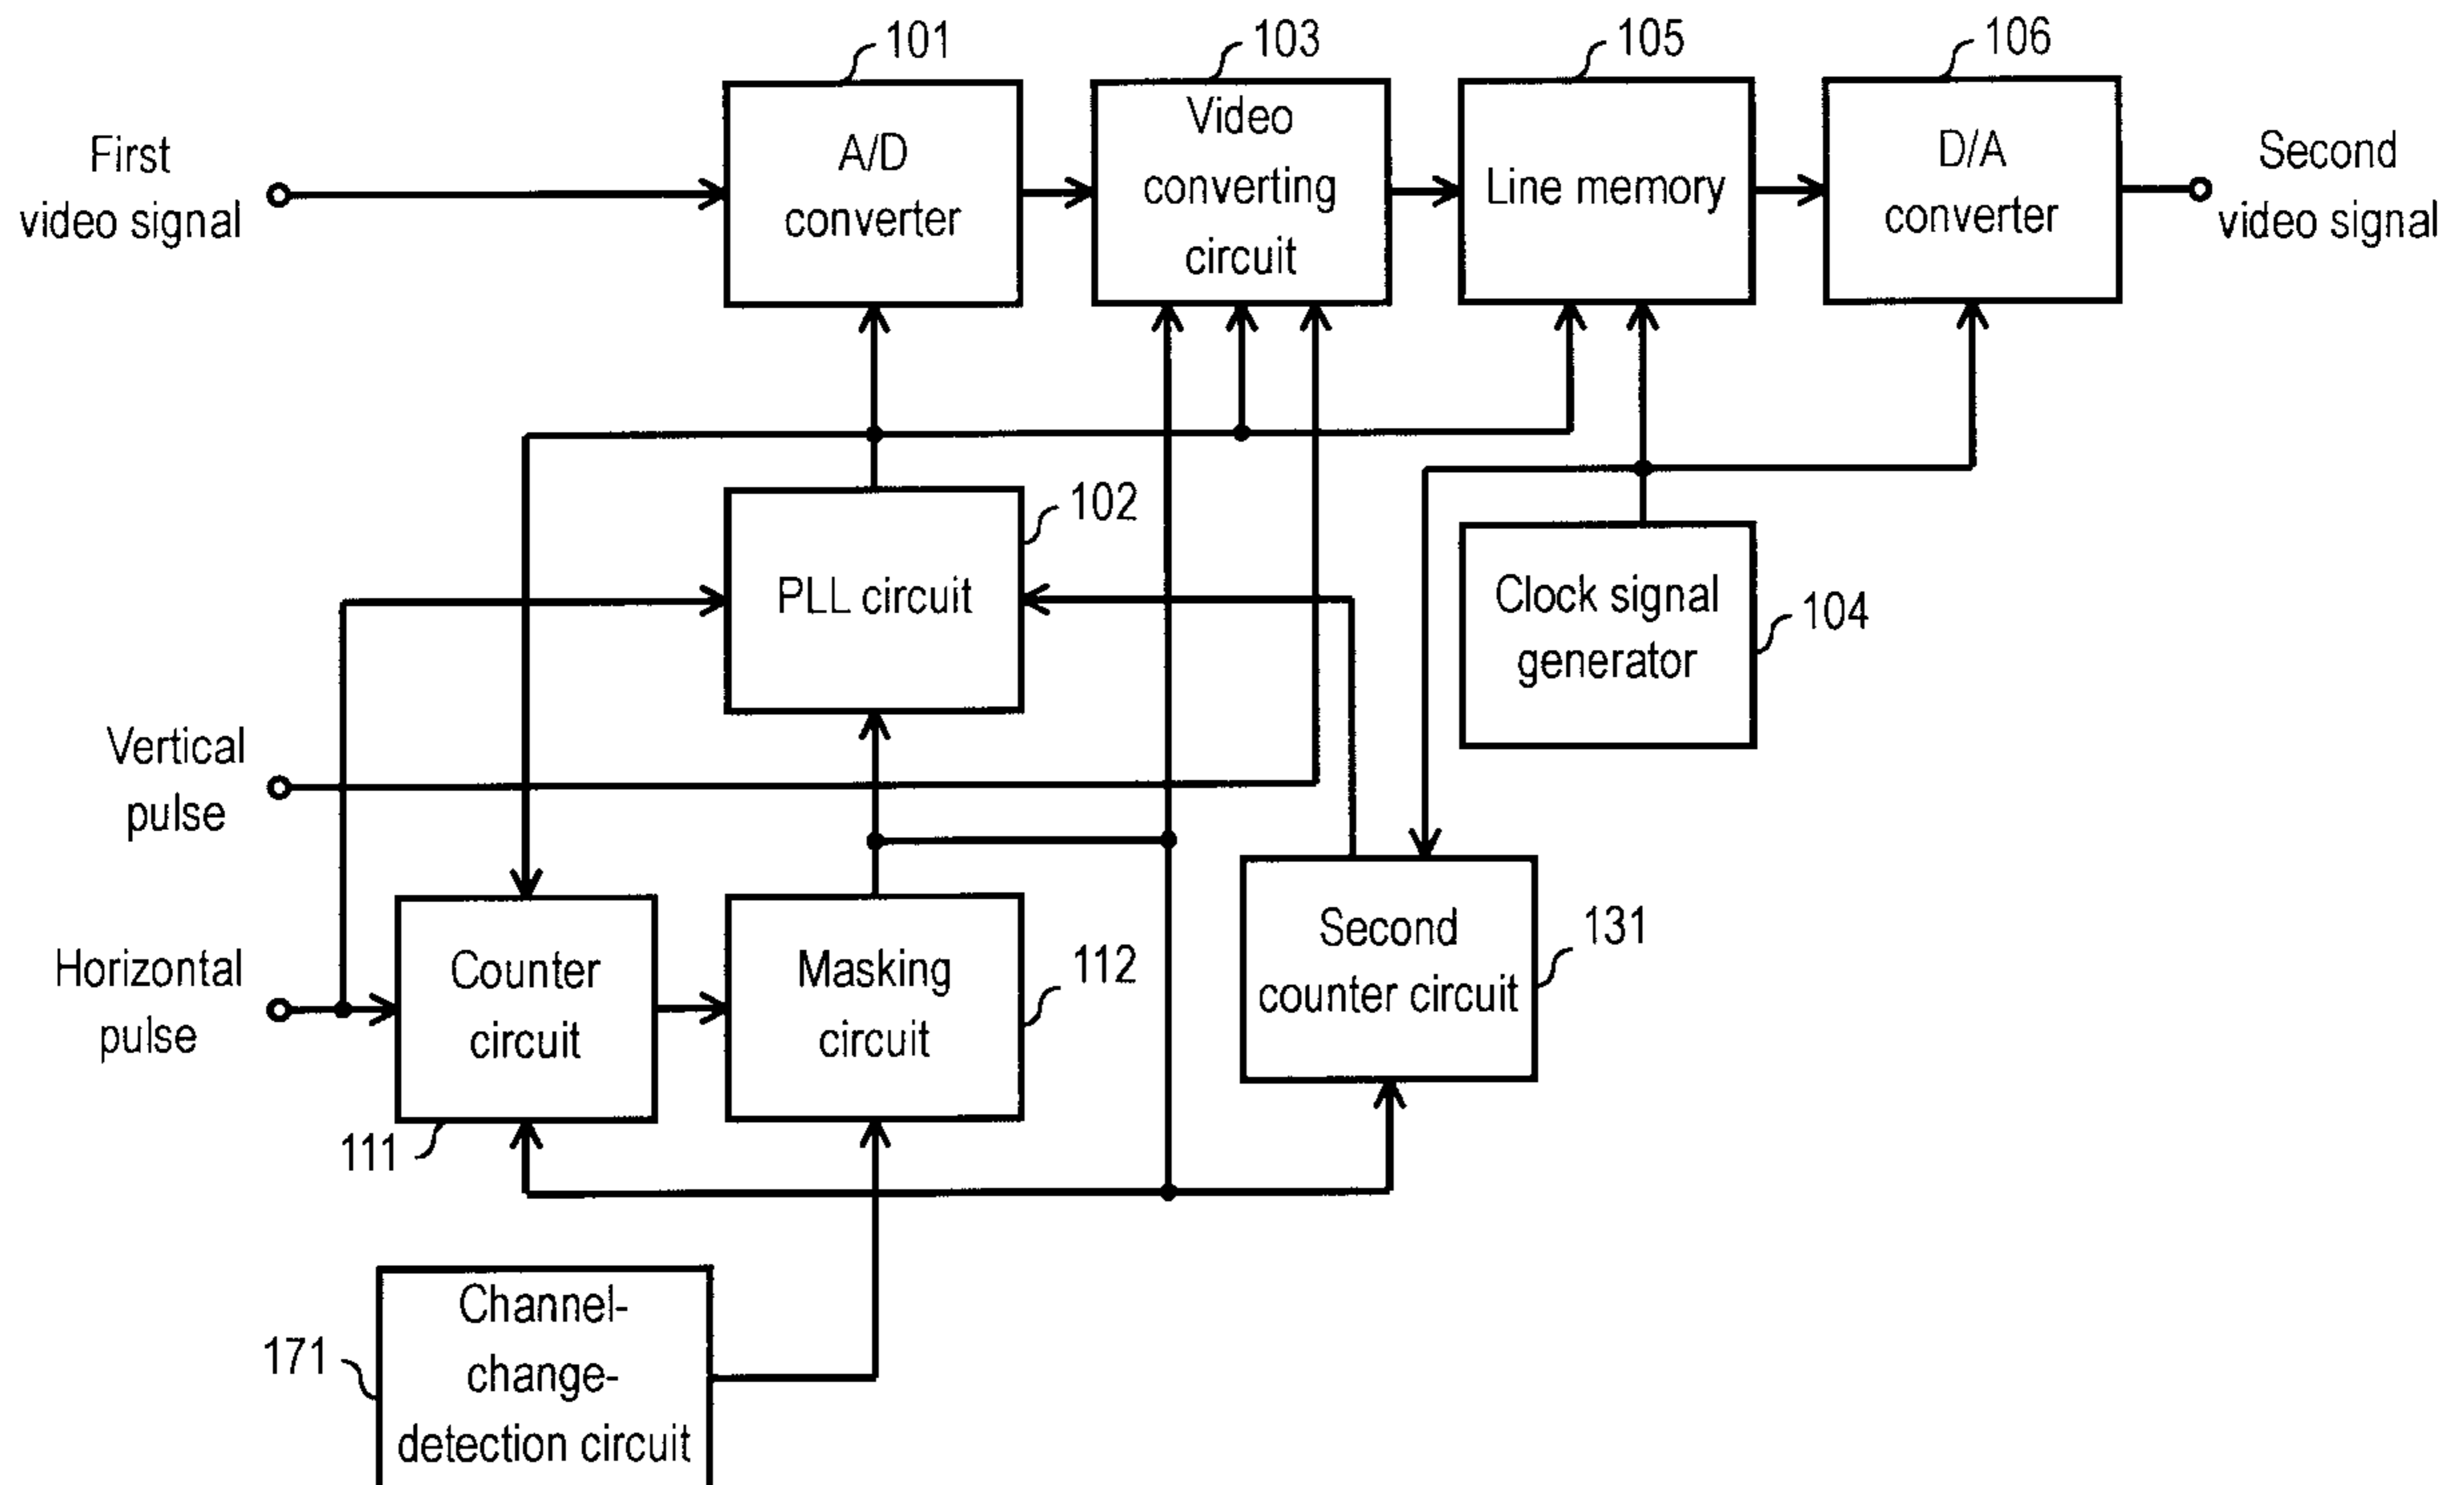 101
103
105
106
First
video signal
A/D
converter
Video
converting
circuit
Line memory
D/A
converter
Second
video signal
102
PLL circuit
Clock signal
generator
104
Vertical
pulse
Horizontal
pulse
Counter
circuit
111
Masking
circuit
112
Second
counter circuit
131
171
Channel-
change-
detection circuit